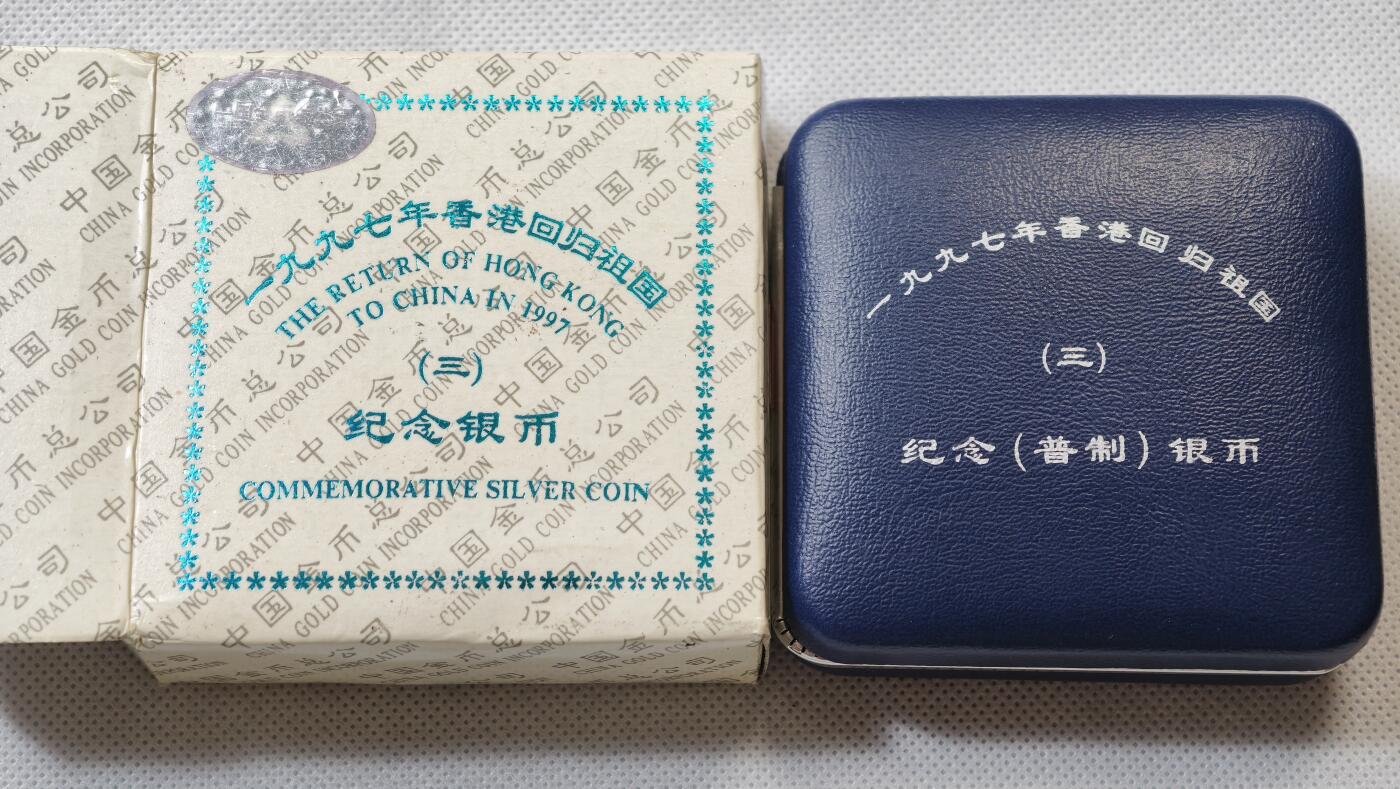 一九九七年香港回归祖国
THE RETURN OF HONG KONG
TO CHINA IN 1997
(三)
纪念银币
COMMEMORATIVE SILVER COIN
中国金币总公司
CHINA GOLD COIN INCORPORATION
一九九七年香港回归祖国
(三)
纪念(普制)银币